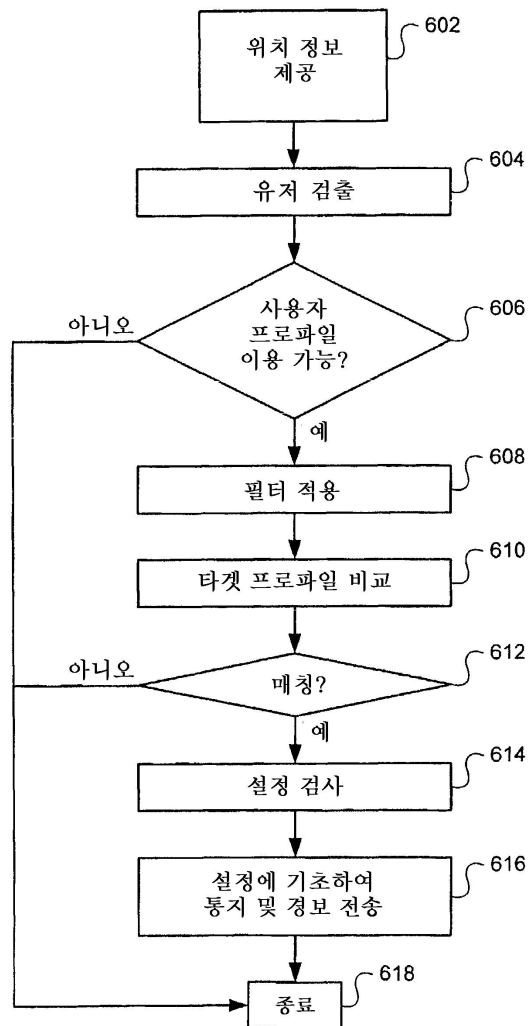 위치 정보
제공
602
유저 검출
604
사용자
프로파일
이용 가능?
606
아니오
예
필터 적용
608
타겟 프로파일 비교
610
매칭?
612
아니오
예
설정 검사
614
설정에 기초하여
통지 및 경보 전송
616
종료
618